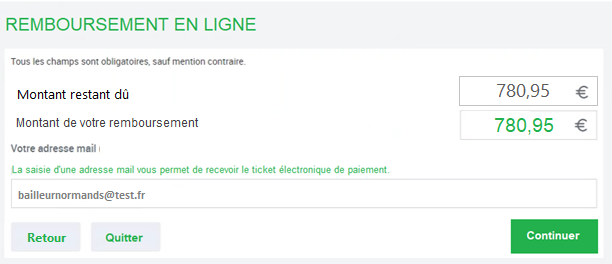 REMBOURSEMENT EN LIGNE
Tous les champs sont obligatoires, sauf mention contraire.
Montant restant dû 780,95 €
Montant de votre remboursement 780,95 €
Votre adresse mail :
La saisie d'une adresse mail vous permet de recevoir le ticket électronique de paiement.
bailleurnormands@test.fr
Retour Quitter Continuer